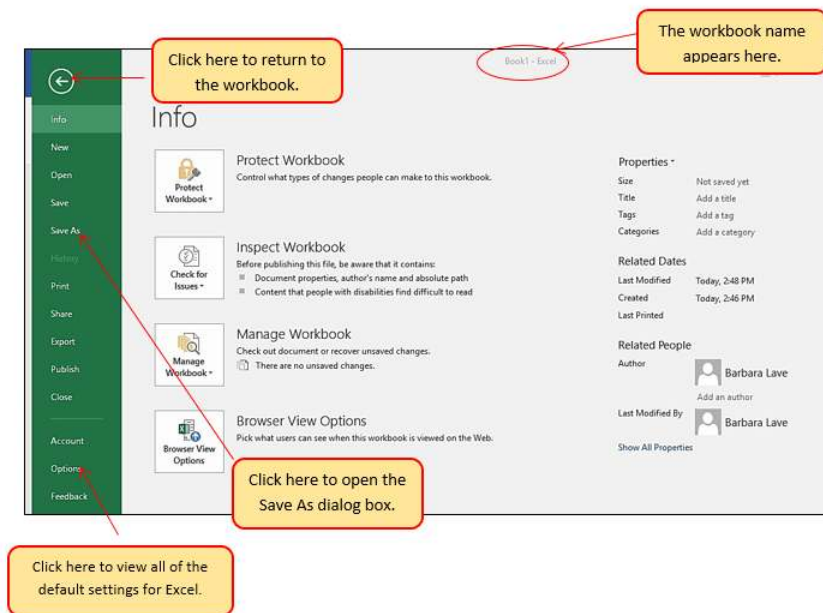 The workbook name
appears here.
Click here to return to
the workbook.
Book1 - Excel
Info
New
Open
Save
Save As
History
Print
Share
Export
Publish
Close
Account
Options
Feedback
Info
Protect
Workbook
Protect Workbook
Control what types of changes people can make to this workbook.
Check for
Issues
Inspect Workbook
Before publishing this file, be aware that it contains:
Document properties, author's name and absolute path
Content that people with disabilities find difficult to read
Manage
Workbook
Manage Workbook
Check out document or recover unsaved changes.
There are no unsaved changes.
Browser View
Options
Browser View Options
Pick what users can see when this workbook is viewed on the Web.
Properties
Size Not saved yet
Title Add a title
Tags Add a tag
Categories Add a category
Related Dates
Last Modified Today, 2:48 PM
Created Today, 2:46 PM
Last Printed
Related People
Author Barbara Lave
Add an author
Last Modified By Barbara Lave
Show All Properties
Click here to open the
Save As dialog box.
Click here to view all of the
default settings for Excel.